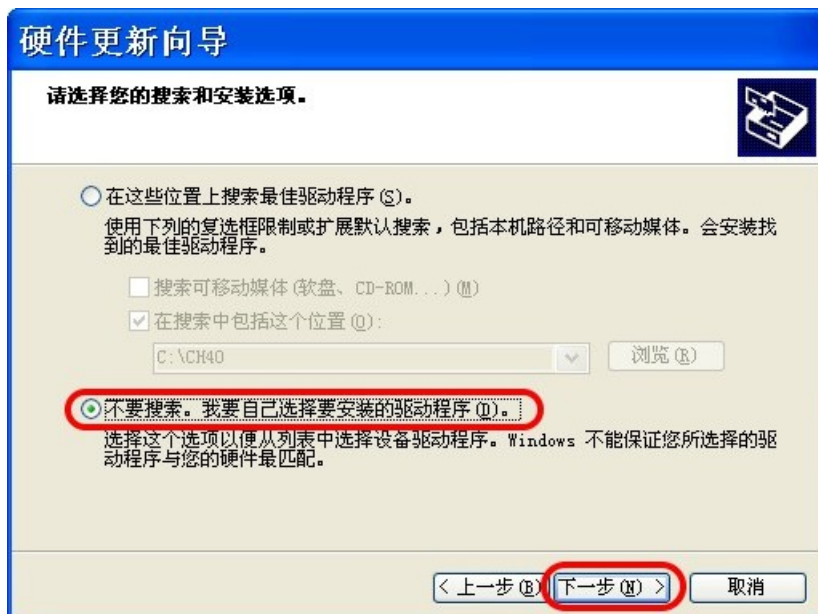 硬件更新向导
请选择您的搜索和安装选项。
在这些位置上搜索最佳驱动程序(S)。
使用下列的复选框限制或扩展默认搜索，包括本机路径和可移动媒体。会安装找
到的最佳驱动程序。
搜索可移动媒体(软盘、CD-ROM...)(M)
在搜索中包括这个位置(O):
C:\CH40
浏览(R)
不要搜索。我要自己选择要安装的驱动程序(D)。
选择这个选项以便从列表中选择设备驱动程序。Windows 不能保证您所选择的驱
动程序与您的硬件最匹配。
< 上一步(B) 下一步(N) > 取消